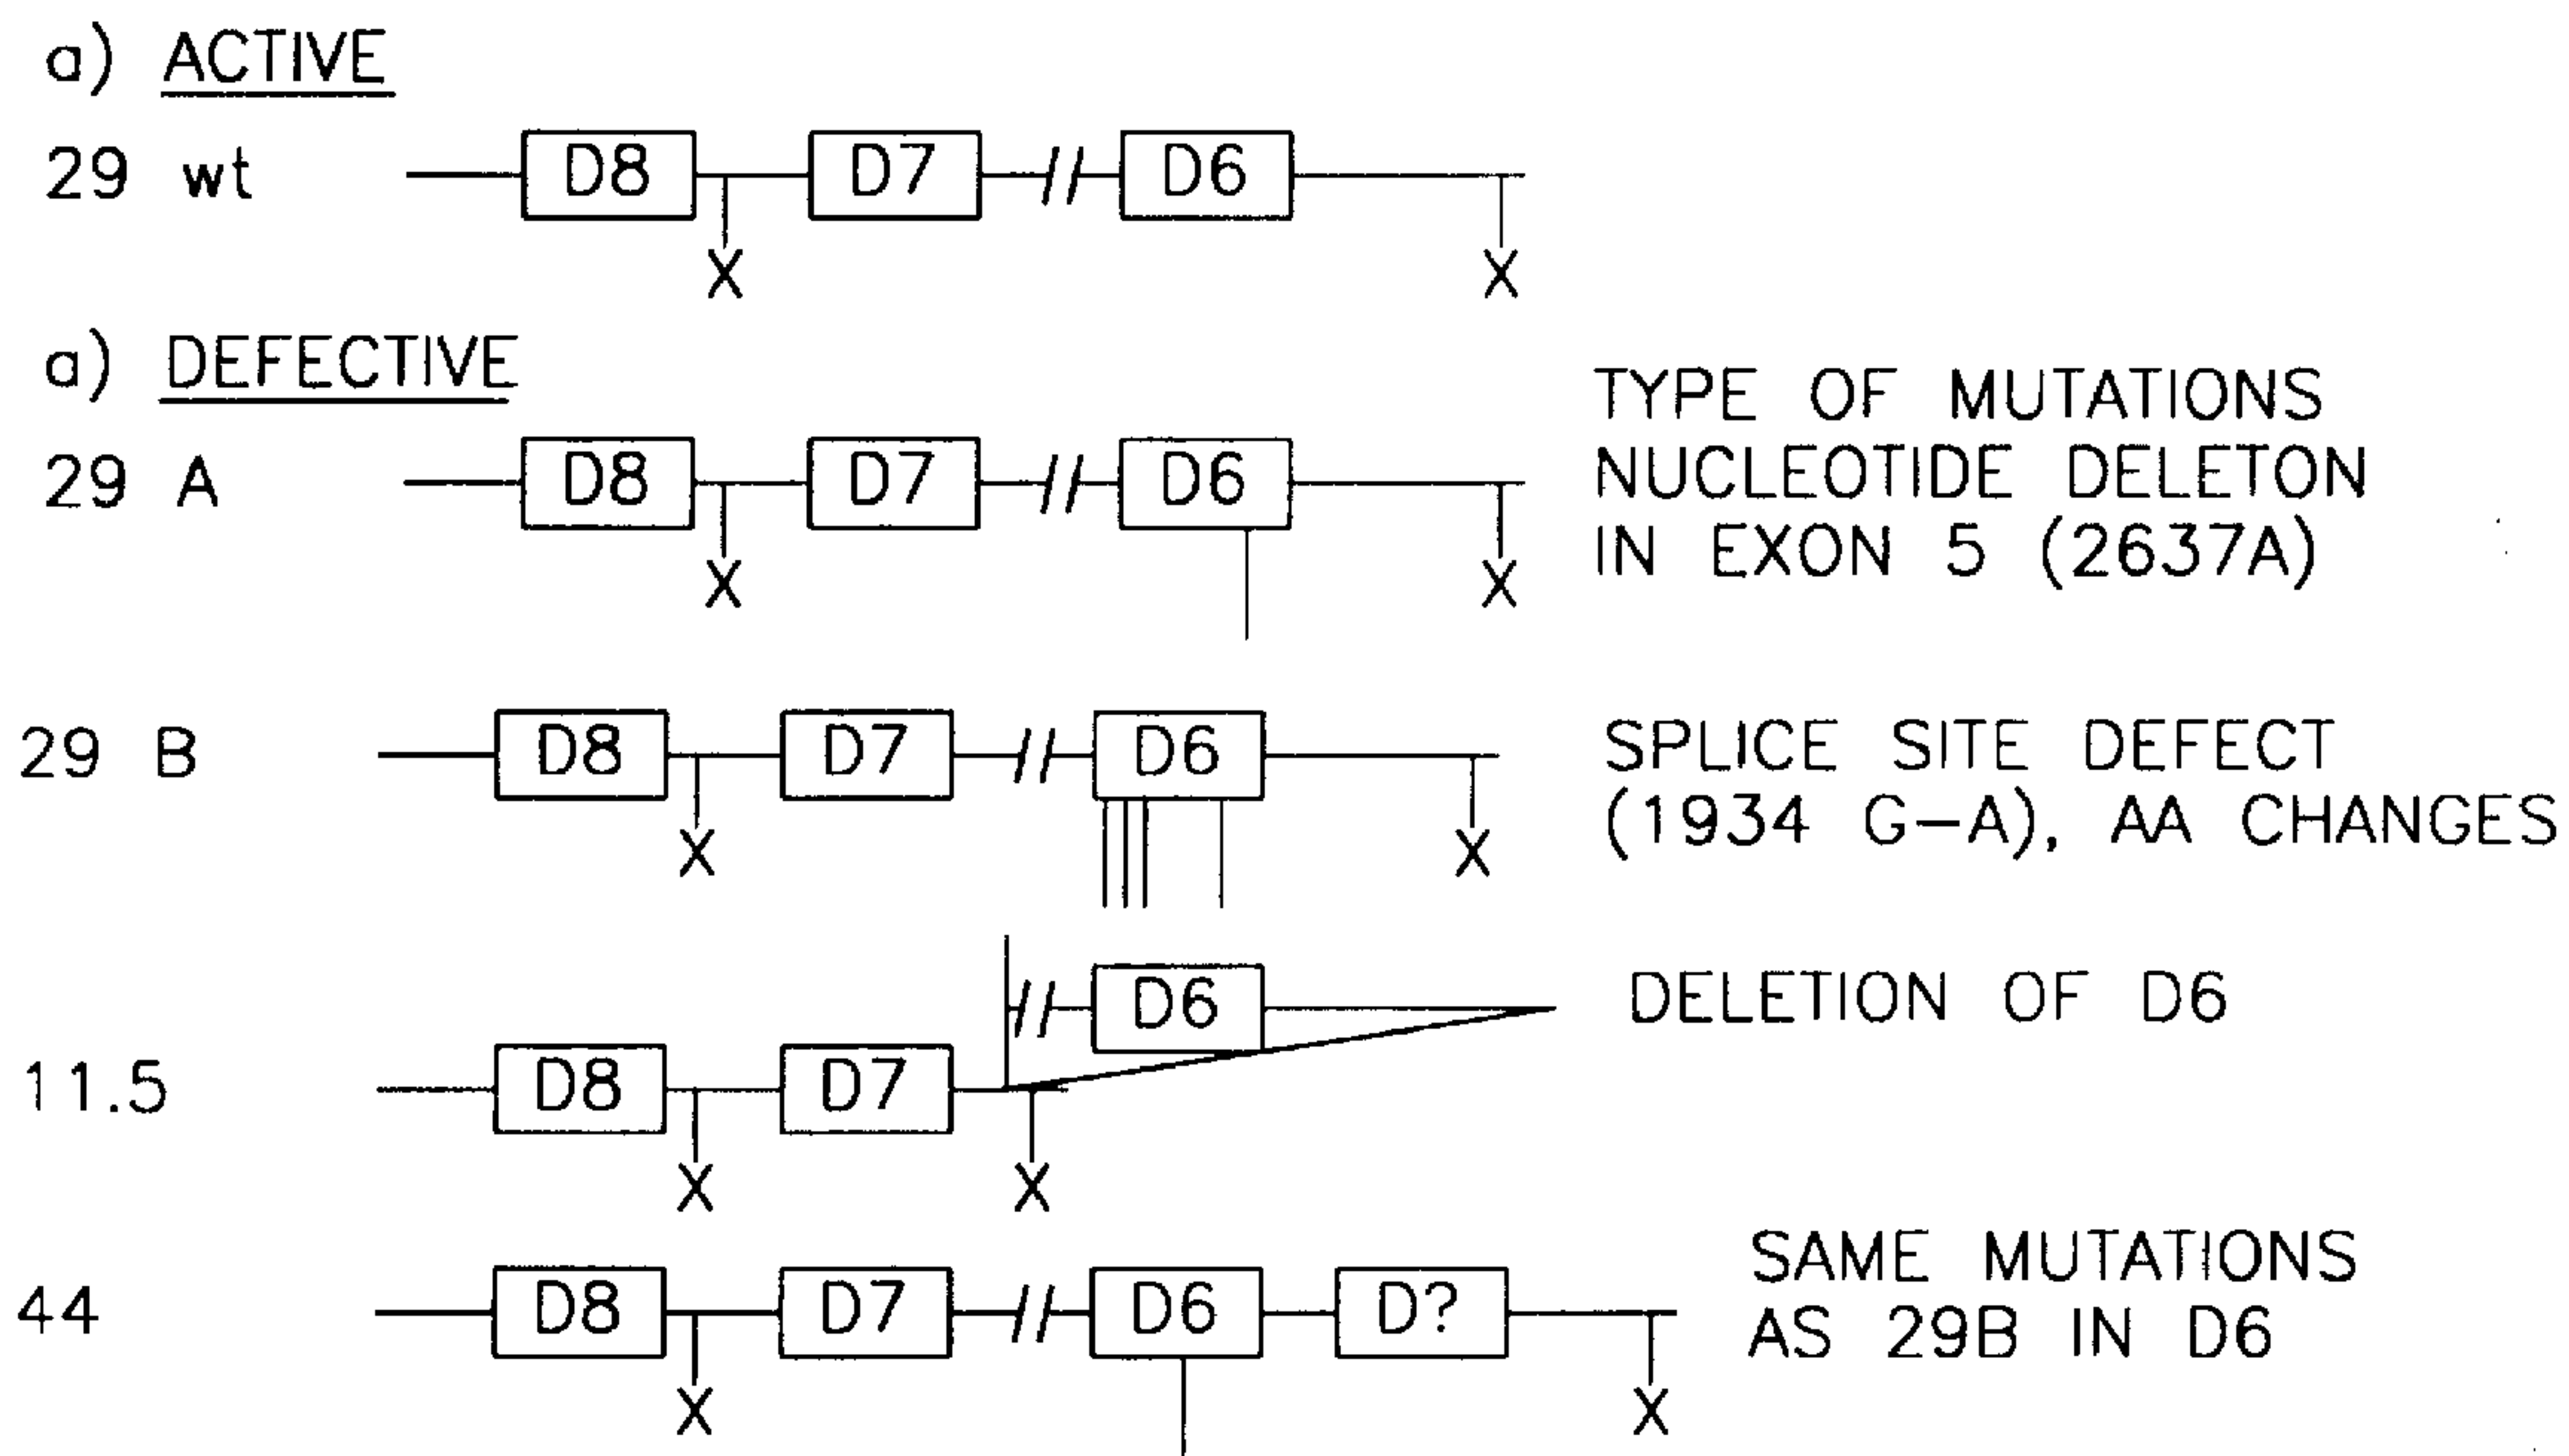 a) ACTIVE
29 wt D8 D7 // D6
X X
a) DEFECTIVE
TYPE OF MUTATIONS
29 A D8 D7 // D6 NUCLEOTIDE DELETON
X X IN EXON 5 (2637A)
29 B D8 D7 // D6 SPLICE SITE DEFECT
X X (1934 G-A), AA CHANGES
// D6 DELETION OF D6
11.5 D8 D7
X X
44 D8 D7 // D6 D? SAME MUTATIONS
X X AS 29B IN D6